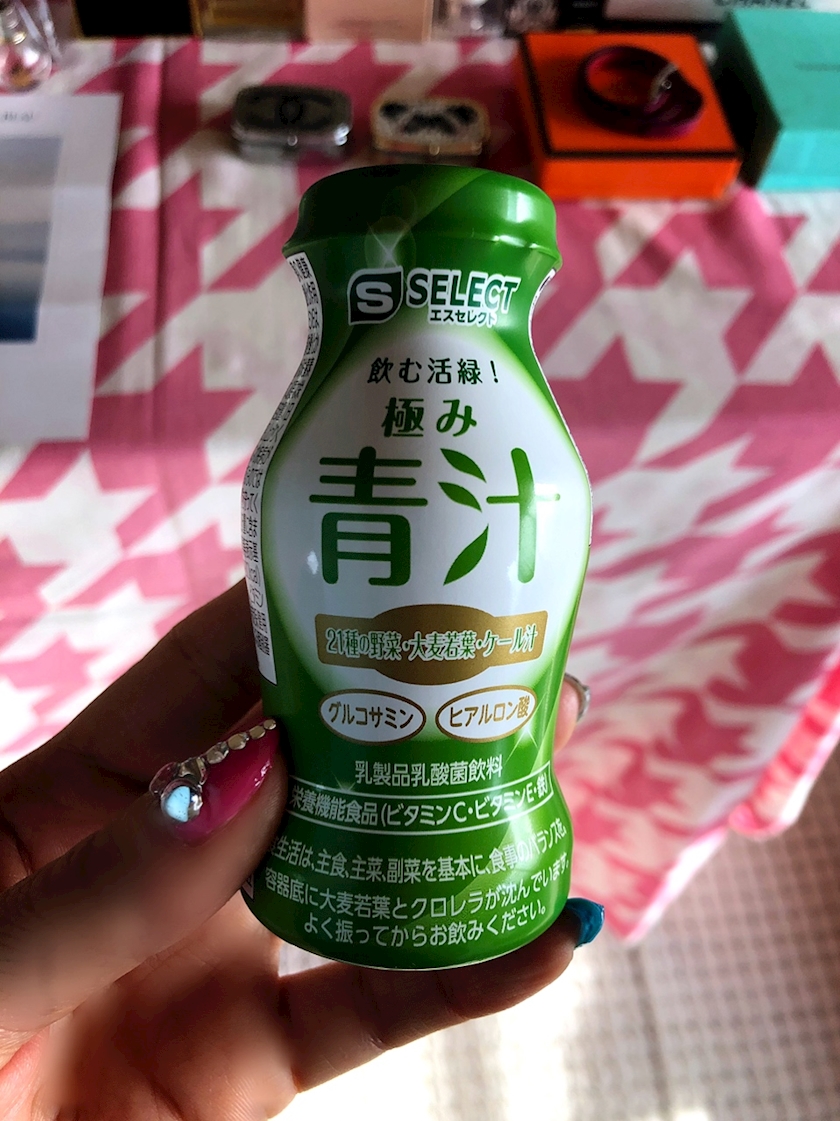 CHANEL
S SELECT
エスセレクト
飲む活緑！
極み
青汁
21種の野菜・大麦若葉・ケール汁
グルコサミン
ヒアルロン酸
乳製品乳酸菌飲料
栄養機能食品(ビタミンC・ビタミンE・鉄)
生活は、主食、主菜、副菜を基本に、食事のバランスを。
容器底に大麦若葉とクロレラが沈んでいます。
よく振ってからお飲みください。